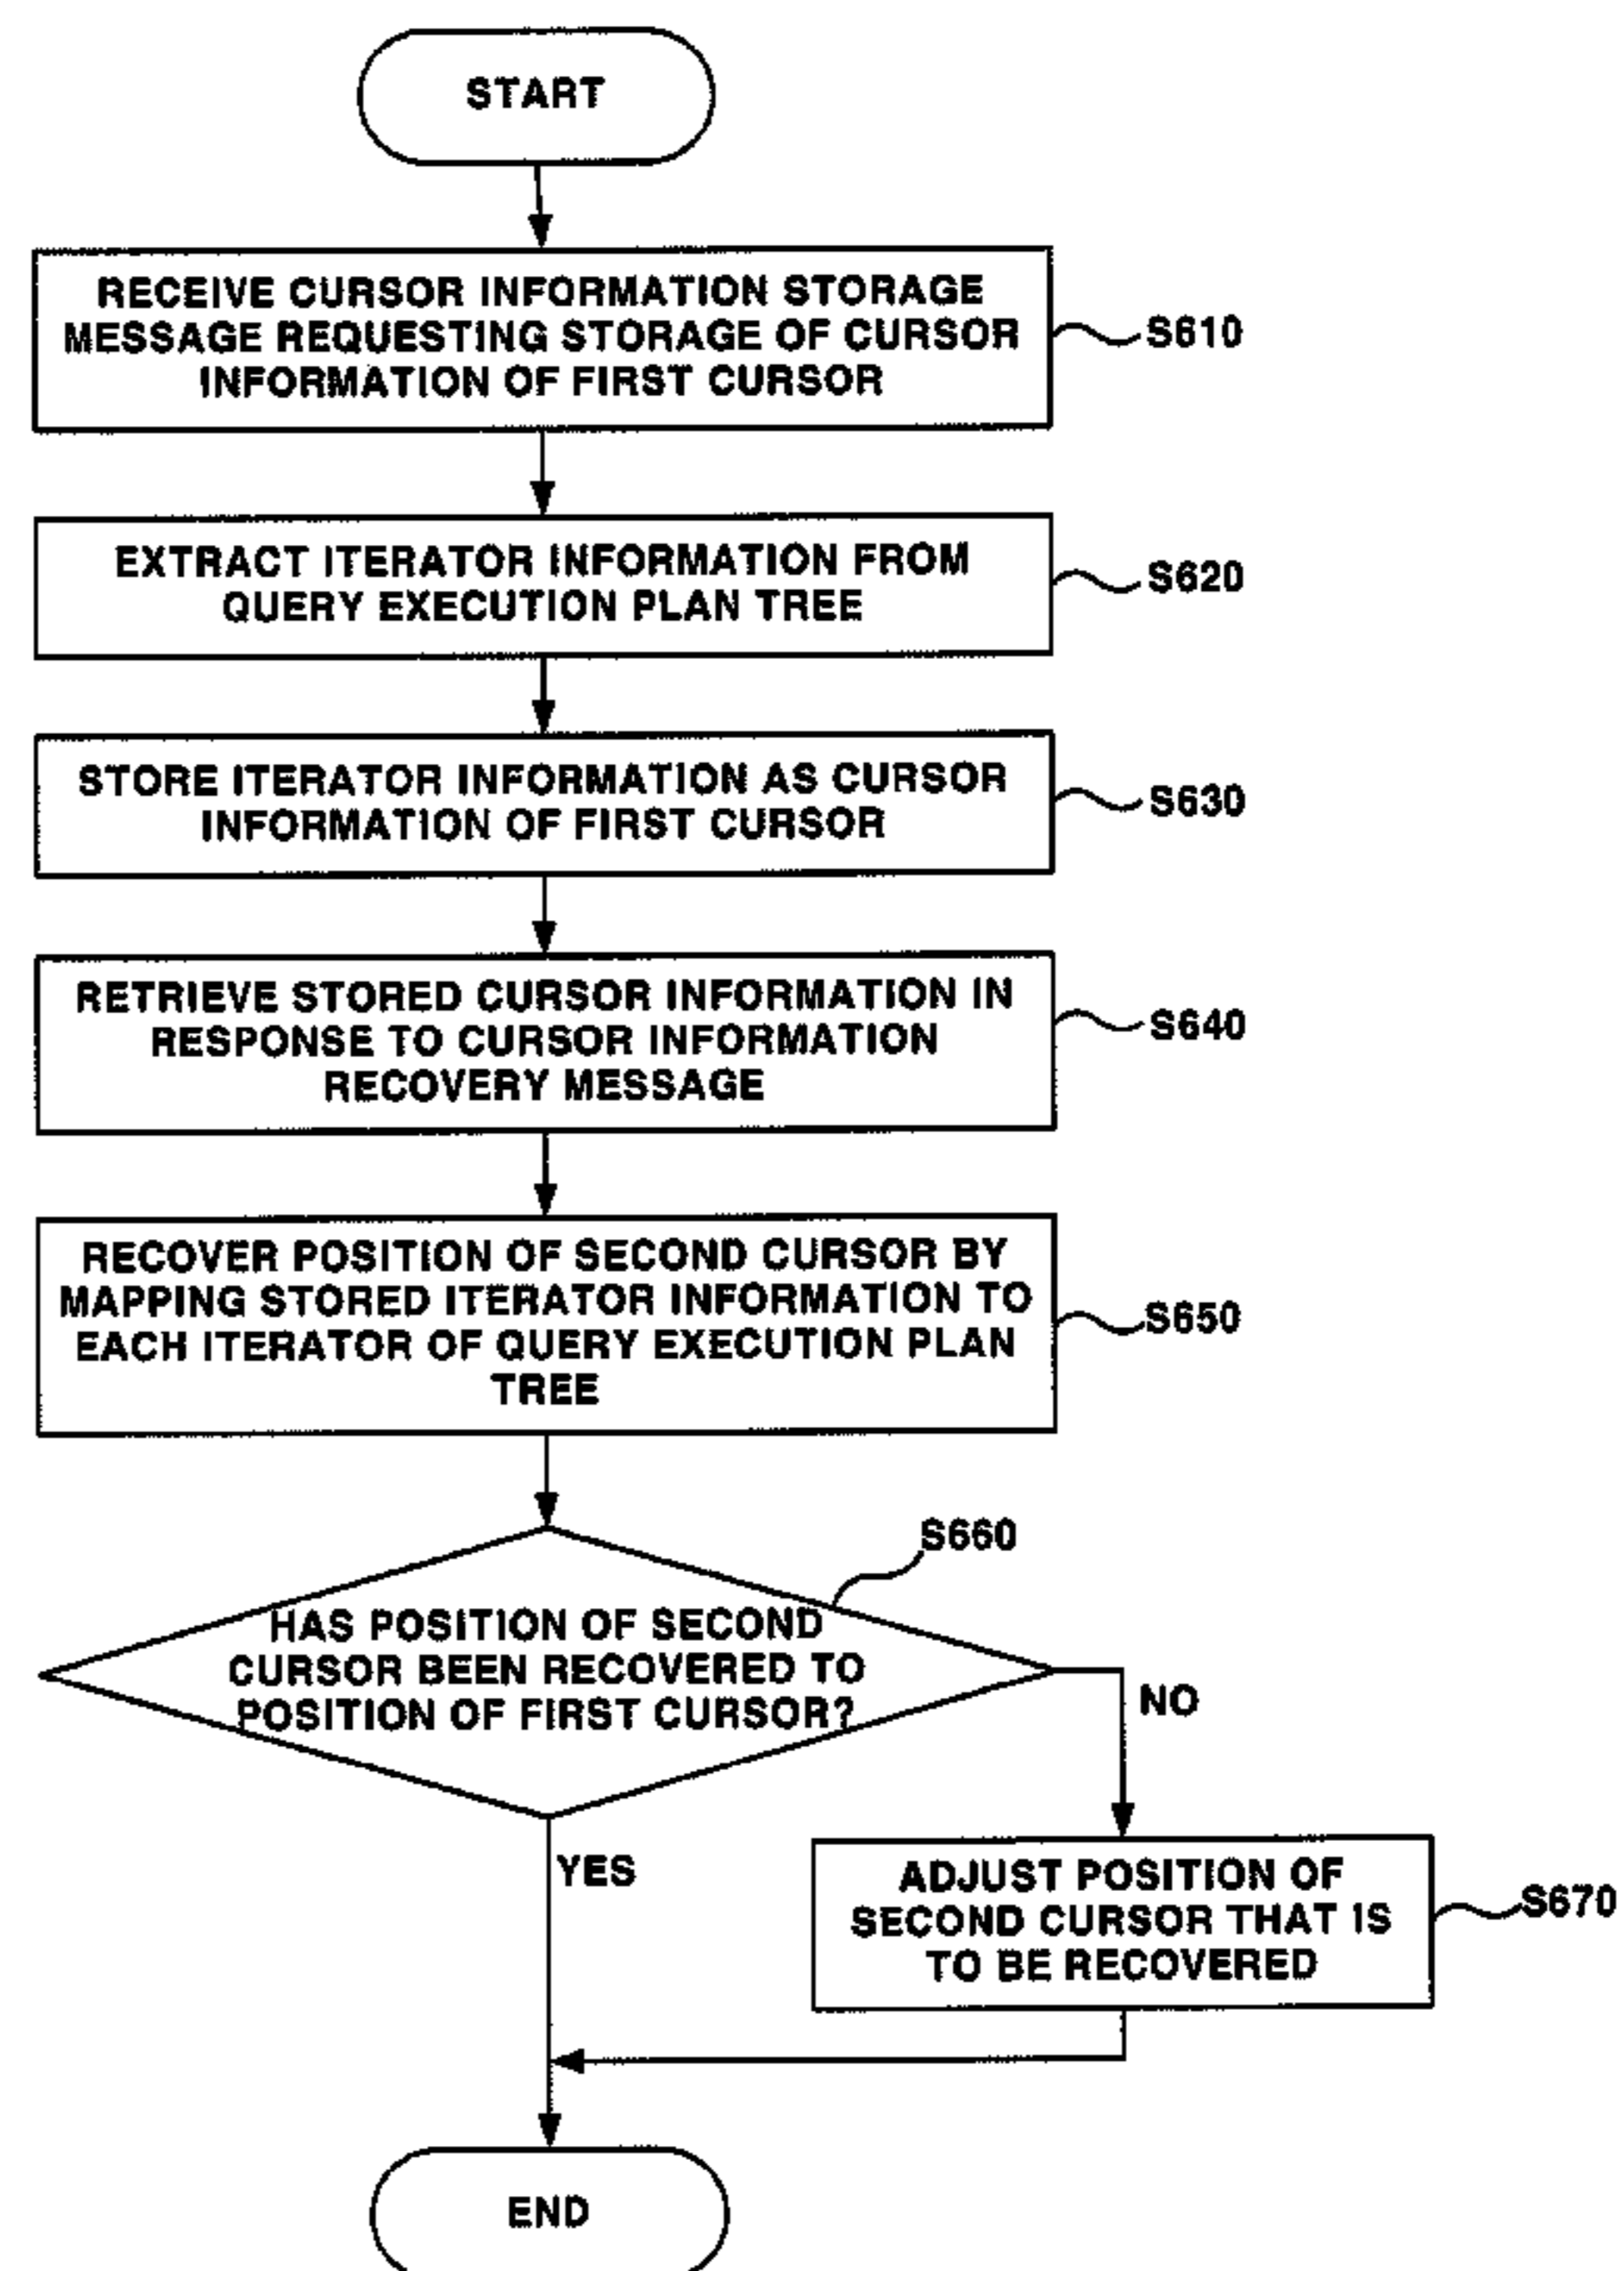 START
RECEIVE CURSOR INFORMATION STORAGE
MESSAGE REQUESTING STORAGE OF CURSOR
INFORMATION OF FIRST CURSOR
S610
EXTRACT ITERATOR INFORMATION FROM
QUERY EXECUTION PLAN TREE
S620
STORE ITERATOR INFORMATION AS CURSOR
INFORMATION OF FIRST CURSOR
S630
RETRIEVE STORED CURSOR INFORMATION IN
RESPONSE TO CURSOR INFORMATION
RECOVERY MESSAGE
S640
RECOVER POSITION OF SECOND CURSOR BY
MAPPING STORED ITERATOR INFORMATION TO
EACH ITERATOR OF QUERY EXECUTION PLAN
TREE
S650
S660
HAS POSITION OF SECOND
CURSOR BEEN RECOVERED TO
POSITION OF FIRST CURSOR?
NO
YES
ADJUST POSITION OF
SECOND CURSOR THAT IS
TO BE RECOVERED
S670
END